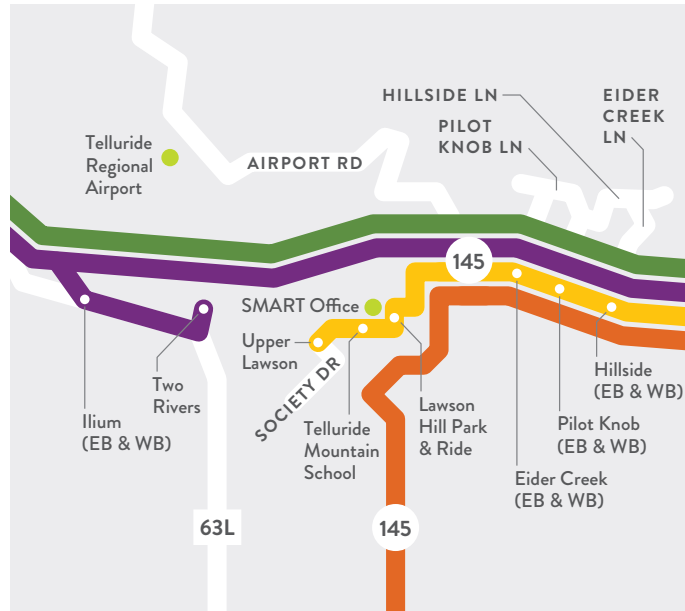 HILLSIDE LN
EIDER
CREEK
LN
PILOT
KNOB LN
Telluride
Regional
Airport
AIRPORT RD
145
SMART Office
Upper
Lawson
SOCIETY DR
Two
Rivers
Ilium
(EB & WB)
Telluride
Mountain
School
Lawson
Hill Park
& Ride
Hillside
(EB & WB)
Pilot Knob
(EB & WB)
Eider Creek
(EB & WB)
63L
145